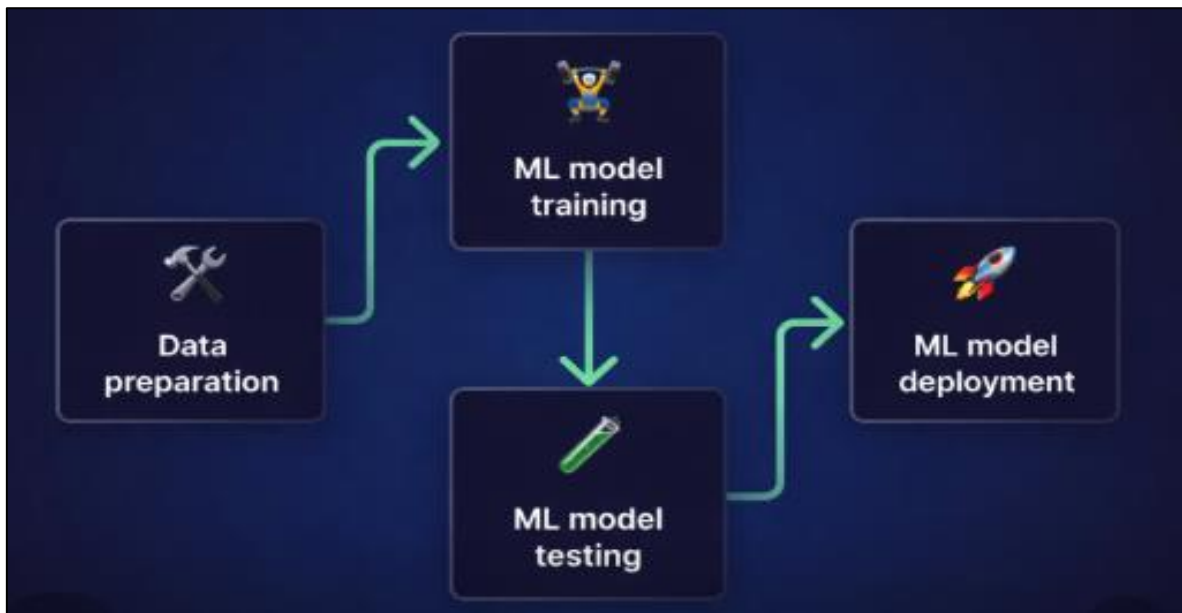 Data
preparation
ML model
training
ML model
testing
ML model
deployment